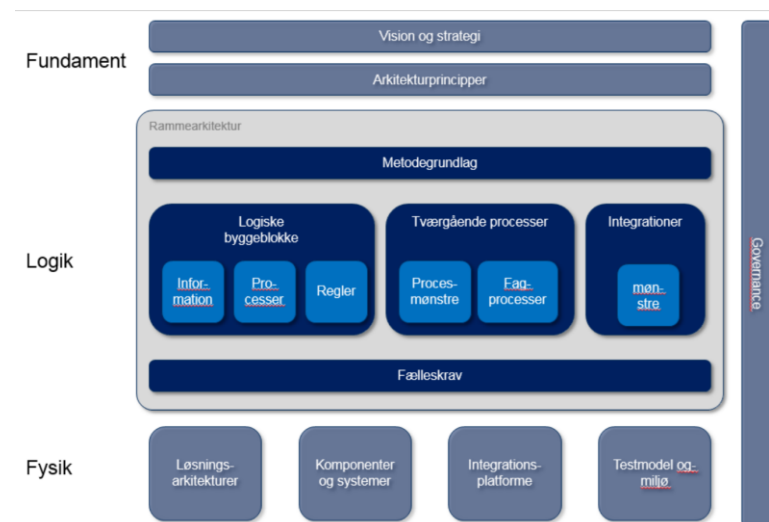 Fundament
Vision og strategi
Arkitekturprincipper
Rammearkitektur
Metodegrundlag
Logik
Logiske
byggeblokke
Infor-
mation
Pro-
cesser
Regler
Tværgående processer
Proces-
mønstre
Fag-
processer
Integrationer
møn-
stre
Fælleskrav
Fysik
Løsnings-
arkitekturer
Komponenter
og systemer
Integrations-
platforme
Testmodel og-
miljø
Governance